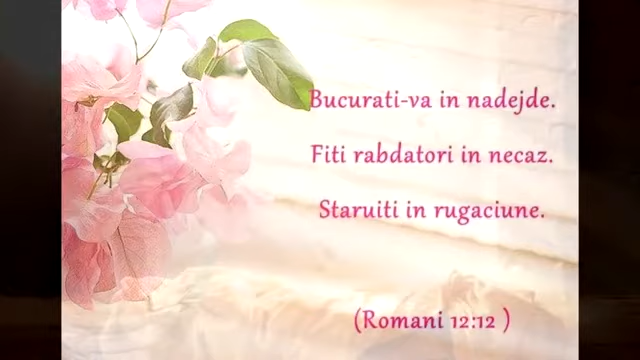 Bucurati-va in nadejde.
Fiti rabdatori in necaz.
Staruiti in rugaciune.
(Romani 12:12 )